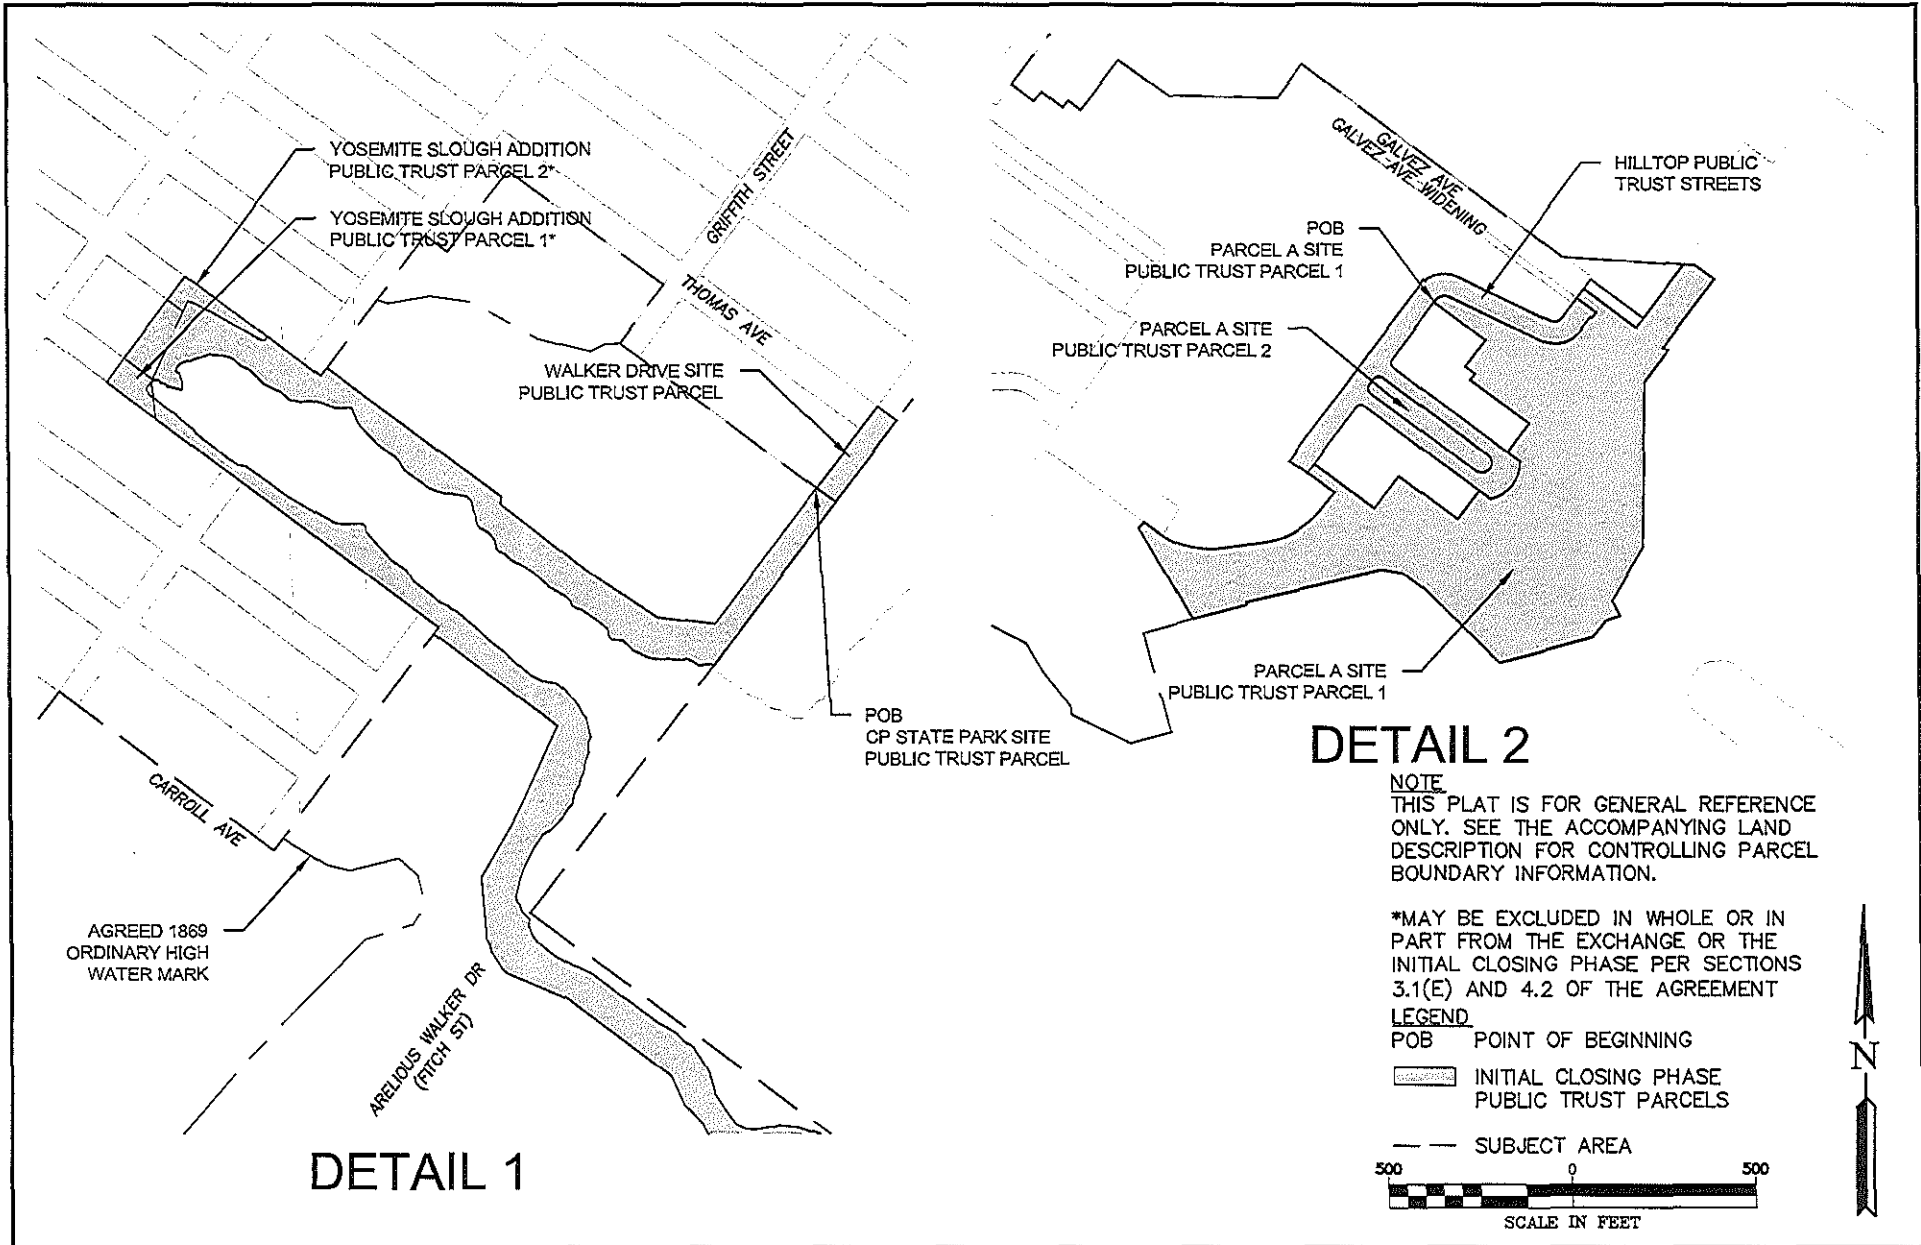 YOSEMITE SLOUGH ADDITION
PUBLIC TRUST PARCEL 2*
YOSEMITE SLOUGH ADDITION
PUBLIC TRUST PARCEL 1*
GRIFFITH STREET
THOMAS AVE
WALKER DRIVE SITE
PUBLIC TRUST PARCEL
POB
CP STATE PARK SITE
PUBLIC TRUST PARCEL
CARROLL AVE
AGREED 1869
ORDINARY HIGH
WATER MARK
ARELIOUS WALKER DR
(FITCH ST)
DETAIL 1
GALVEZ AVE
GALVEZ AVE WIDENING
HILLTOP PUBLIC
TRUST STREETS
POB
PARCEL A SITE
PUBLIC TRUST PARCEL 1
PARCEL A SITE
PUBLIC TRUST PARCEL 2
PARCEL A SITE
PUBLIC TRUST PARCEL 1
DETAIL 2
NOTE
THIS PLAT IS FOR GENERAL REFERENCE
ONLY. SEE THE ACCOMPANYING LAND
DESCRIPTION FOR CONTROLLING PARCEL
BOUNDARY INFORMATION.
*MAY BE EXCLUDED IN WHOLE OR IN
PART FROM THE EXCHANGE OR THE
INITIAL CLOSING PHASE PER SECTIONS
3.1(E) AND 4.2 OF THE AGREEMENT
LEGEND
POB POINT OF BEGINNING
INITIAL CLOSING PHASE
PUBLIC TRUST PARCELS
SUBJECT AREA
500 0 500
SCALE IN FEET
N